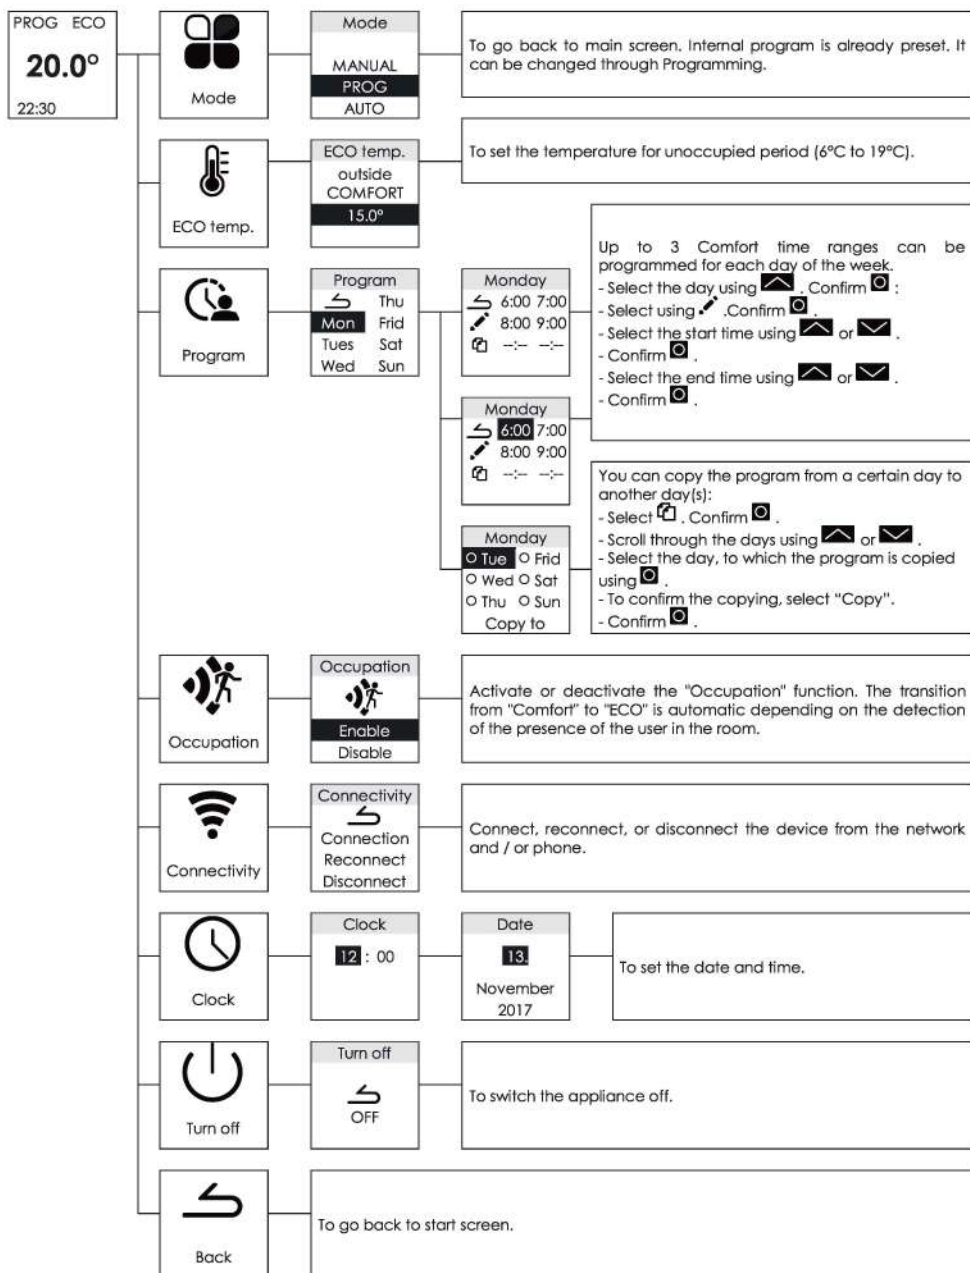 PROG ECO
20.0°
22:30
Mode
Mode
MANUAL
PROG
AUTO
To go back to main screen. Internal program is already preset. It
can be changed through Programming.
ECO temp.
ECO temp.
outside
COMFORT
15.0°
To set the temperature for unoccupied period (6°C to 19°C).
Program
Program
Thu
Mon Frid
Tues Sat
Wed Sun
Monday
6:00 7:00
8:00 9:00
--:-- --:--
Monday
6:00 7:00
8:00 9:00
--:-- --:--
Up to 3 Comfort time ranges can be
programmed for each day of the week.
- Select the day using . Confirm :
- Select using .Confirm .
- Select the start time using or .
- Confirm .
- Select the end time using or .
- Confirm .
Monday
Tue Frid
Wed Sat
Thu Sun
Copy to
You can copy the program from a certain day to
another day(s):
- Select . Confirm .
- Scroll through the days using or .
- Select the day, to which the program is copied
using .
- To confirm the copying, select “Copy”.
- Confirm .
Occupation
Occupation
Enable
Disable
Activate or deactivate the "Occupation" function. The transition
from "Comfort" to "ECO" is automatic depending on the detection
of the presence of the user in the room.
Connectivity
Connectivity
Connection
Reconnect
Disconnect
Connect, reconnect, or disconnect the device from the network
and / or phone.
Clock
Clock
12 : 00
Date
13.
November
2017
To set the date and time.
Turn off
Turn off
OFF
To switch the appliance off.
Back
To go back to start screen.